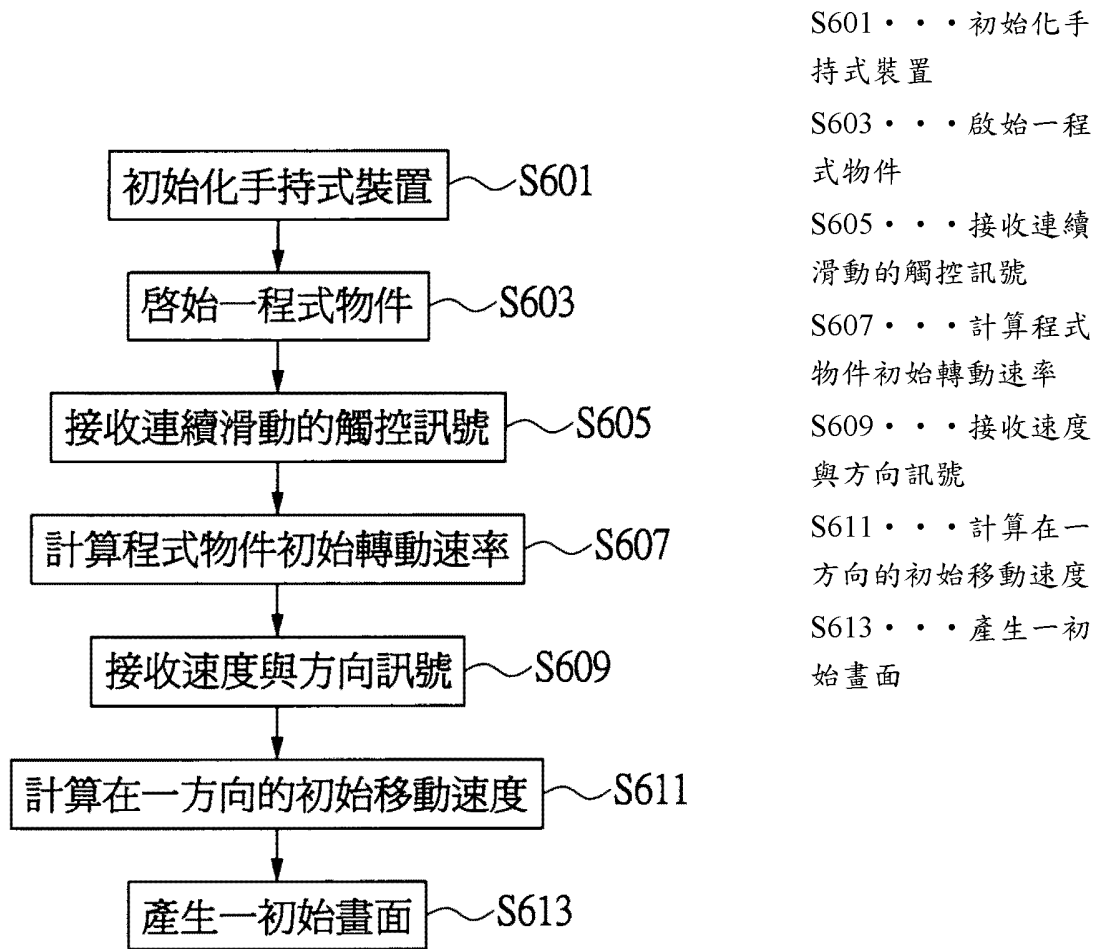 初始化手持式裝置 S601
啓始一程式物件 S603
接收連續滑動的觸控訊號 S605
計算程式物件初始轉動速率 S607
接收速度與方向訊號 S609
計算在一方向的初始移動速度 S611
產生一初始畫面 S613
S601・・・初始化手
持式裝置
S603・・・啟始一程
式物件
S605・・・接收連續
滑動的觸控訊號
S607・・・計算程式
物件初始轉動速率
S609・・・接收速度
與方向訊號
S611・・・計算在一
方向的初始移動速度
S613・・・產生一初
始畫面